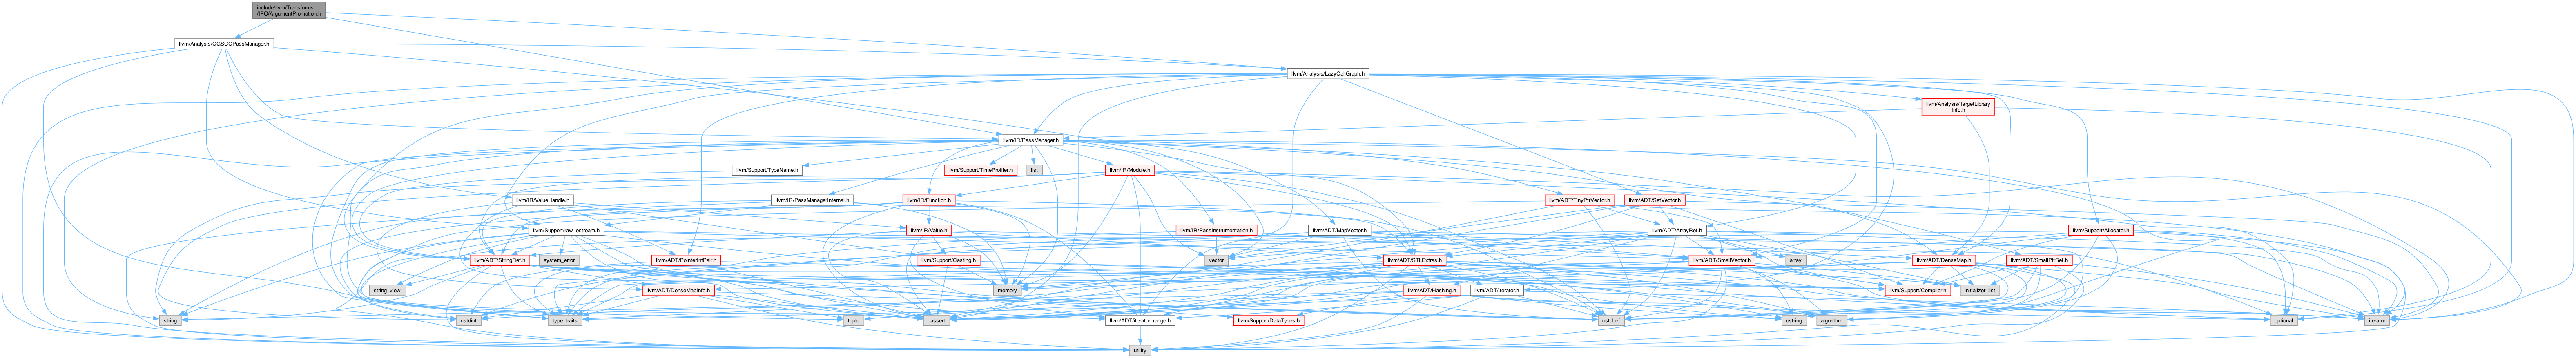 include/llvm/Transforms
/IPO/ArgumentPromotion.h
llvm/Analysis/CGSCCPassManager.h
llvm/Analysis/LazyCallGraph.h
llvm/Analysis/TargetLibrary
Info.h
llvm/IR/PassManager.h
llvm/Support/TypeName.h
llvm/Support/TimeProfiler.h
list
llvm/IR/Module.h
llvm/IR/ValueHandle.h
llvm/IR/PassManagerInternal.h
llvm/IR/Function.h
llvm/ADT/TinyPtrVector.h
llvm/ADT/SetVector.h
llvm/Support/raw_ostream.h
llvm/IR/Value.h
llvm/IR/PassInstrumentation.h
llvm/ADT/MapVector.h
llvm/ADT/ArrayRef.h
llvm/Support/Allocator.h
llvm/ADT/StringRef.h
system_error
llvm/ADT/PointerIntPair.h
llvm/Support/Casting.h
vector
llvm/ADT/STLExtras.h
llvm/ADT/SmallVector.h
array
llvm/ADT/DenseMap.h
llvm/ADT/SmallPtrSet.h
string_view
llvm/ADT/DenseMapInfo.h
memory
llvm/ADT/Hashing.h
llvm/ADT/iterator.h
llvm/Support/Compiler.h
initializer_list
string
cstdint
type_traits
tuple
cassert
llvm/ADT/iterator_range.h
llvm/Support/DataTypes.h
cstddef
cstring
algorithm
optional
iterator
utility